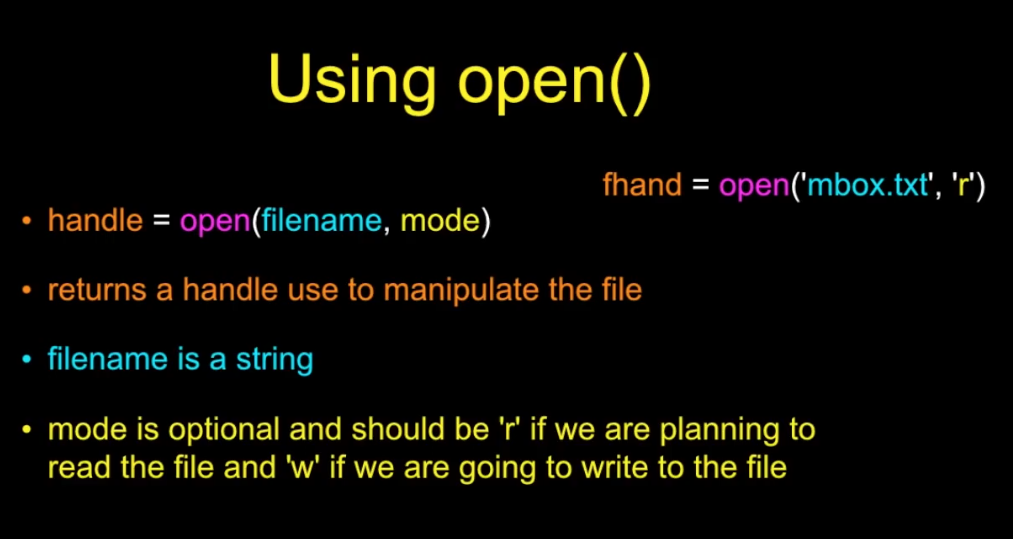 Using open()
fhand = open('mbox.txt', 'r')
• handle = open(filename, mode)
• returns a handle use to manipulate the file
• filename is a string
• mode is optional and should be 'r' if we are planning to
read the file and 'w' if we are going to write to the file